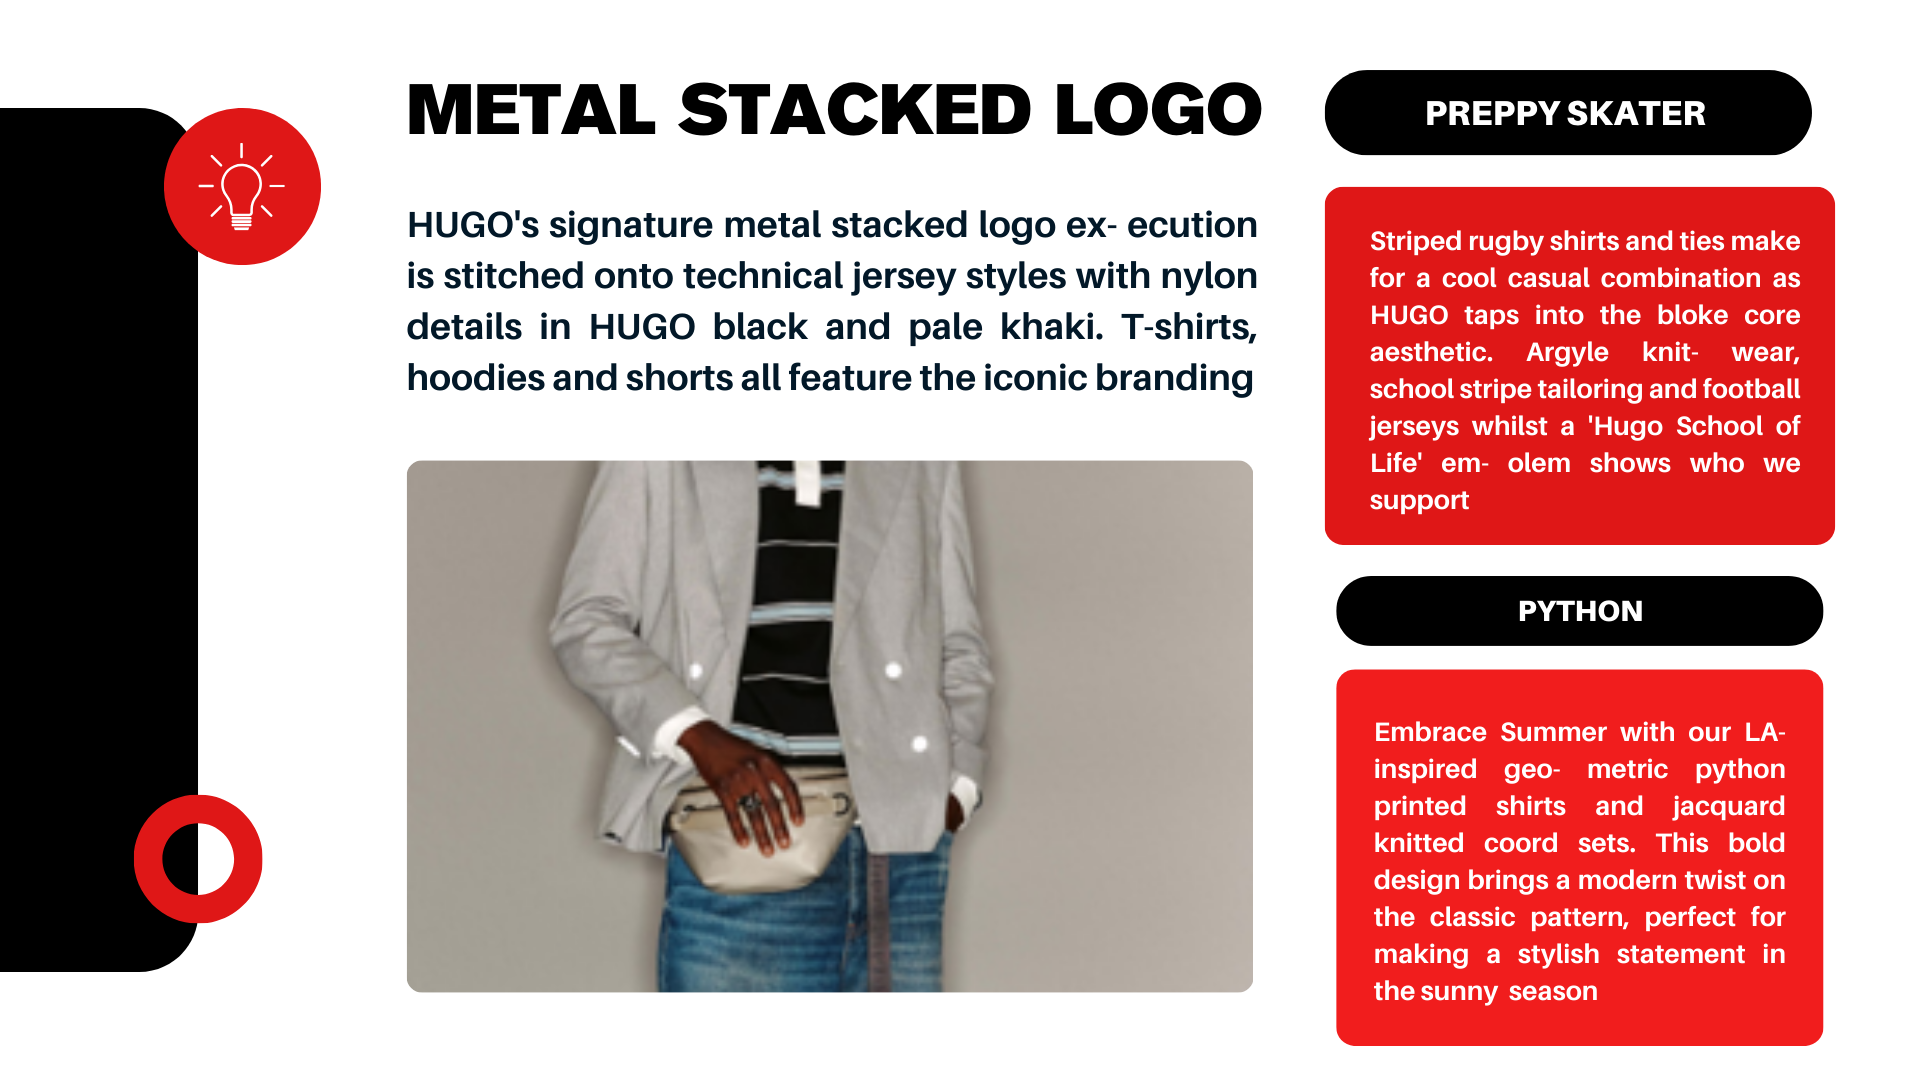 METAL STACKED LOGO
HUGO's signature metal stacked logo ex- ecution
is stitched onto technical jersey styles with nylon
details in HUGO black and pale khaki. T-shirts,
hoodies and shorts all feature the iconic branding
PREPPY SKATER
Striped rugby shirts and ties make
for a cool casual combination as
HUGO taps into the bloke core
aesthetic. Argyle knit- wear,
school stripe tailoring and football
jerseys whilst a 'Hugo School of
Life' em- olem shows who we
support
PYTHON
Embrace Summer with our LA-
inspired geo- metric python
printed shirts and jacquard
knitted coord sets. This bold
design brings a modern twist on
the classic pattern, perfect for
making a stylish statement in
the sunny season